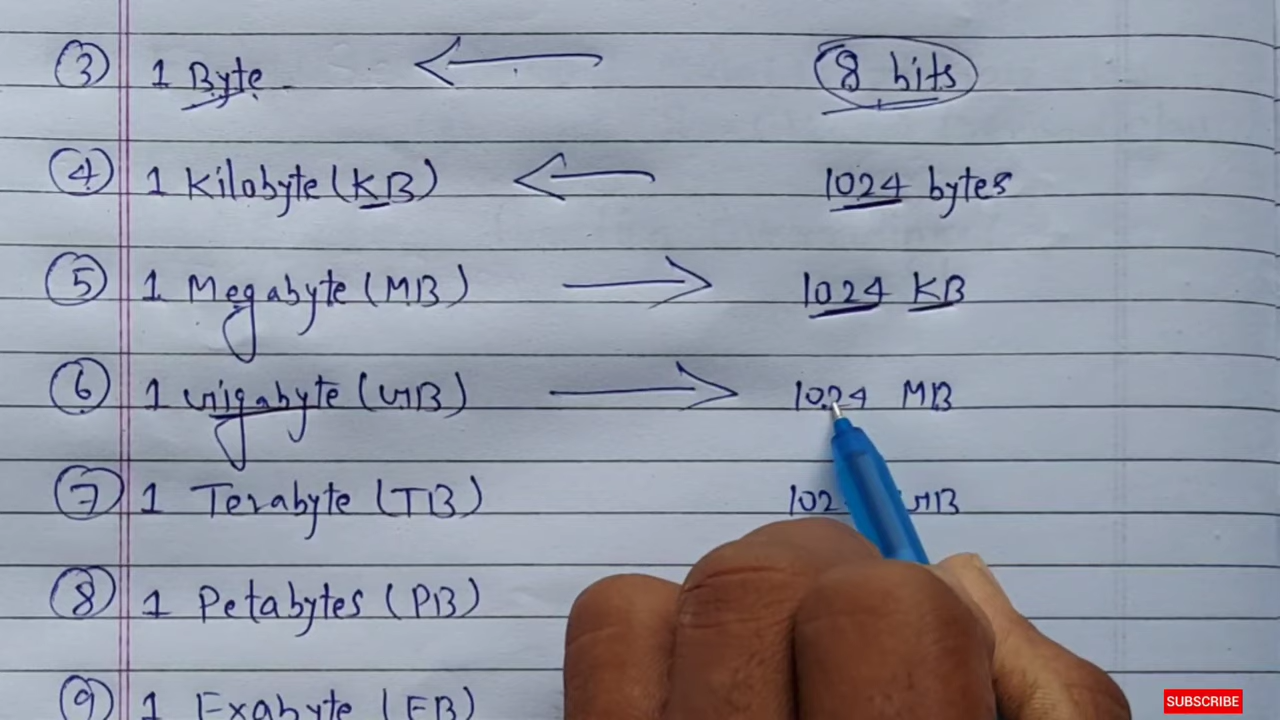 ③ 1 Byte ← 8 bits
④ 1 Kilobyte (KB) ← 1024 bytes
⑤ 1 Megabyte (MB) → 1024 KB
⑥ 1 Gigabyte (GB) → 1024 MB
⑦ 1 Terabyte (TB) GB
⑧ 1 Petabytes (PB)
⑨ 1 Exabyte (EB)
SUBSCRIBE